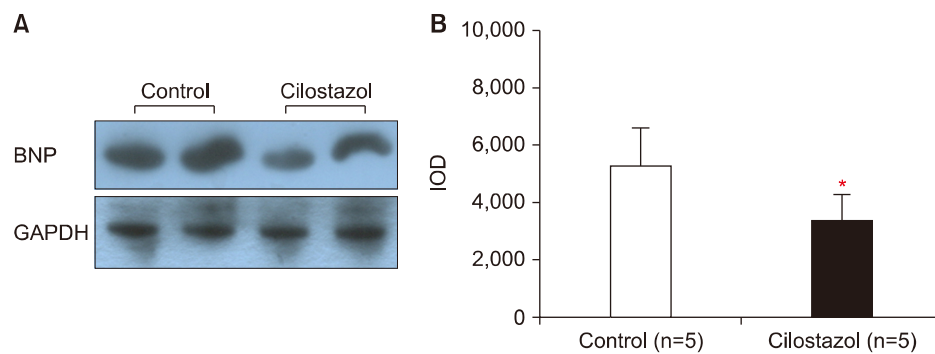 A
Control Cilostazol
BNP
GAPDH
B
10,000
8,000
6,000
4,000
2,000
0
IOD
*
Control (n=5) Cilostazol (n=5)